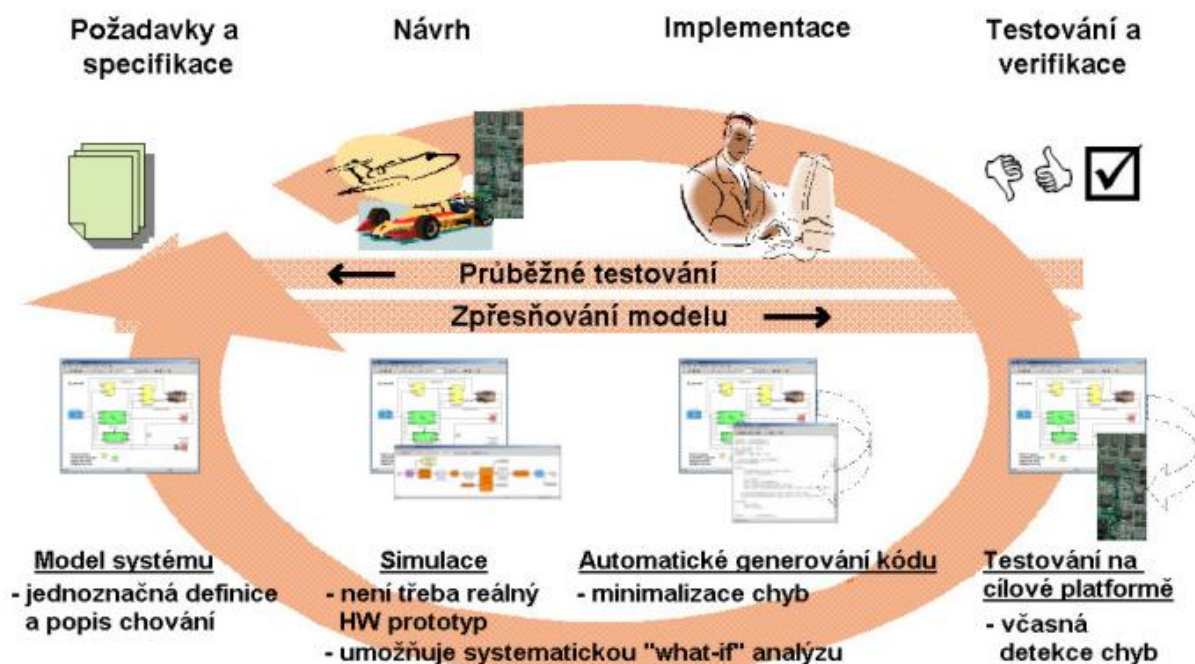 Požadavky a
specifikace
Návrh
Implementace
Testování a
verifikace
Průběžné testování
Zpřesňování modelu
Model systému
- jednoznačná definice
a popis chování
Simulace
- není třeba reálný
HW prototyp
- umožňuje systematickou "what-if" analýzu
Automatické generování kódu
- minimalizace chyb
Testování na
cílové platformě
- včasná
detekce chyb